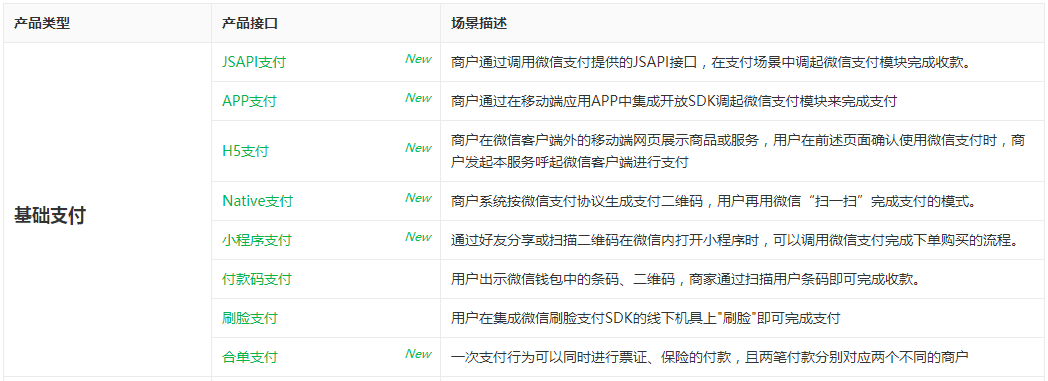 产品类型 产品接口 场景描述
基础支付
JSAPI支付 New 商户通过调用微信支付提供的JSAPI接口，在支付场景中调起微信支付模块完成收款。
APP支付 New 商户通过在移动端应用APP中集成开放SDK调起微信支付模块来完成支付
H5支付 New 商户在微信客户端外的移动端网页展示商品或服务，用户在前述页面确认使用微信支付时，商
户发起本服务呼起微信客户端进行支付
Native支付 New 商户系统按微信支付协议生成支付二维码，用户再用微信“扫一扫”完成支付的模式。
小程序支付 New 通过好友分享或扫描二维码在微信内打开小程序时，可以调用微信支付完成下单购买的流程。
付款码支付 用户出示微信钱包中的条码、二维码，商家通过扫描用户条码即可完成收款。
刷脸支付 用户在集成微信刷脸支付SDK的线下机具上"刷脸"即可完成支付
合单支付 New 一次支付行为可以同时进行票证、保险的付款，且两笔付款分别对应两个不同的商户